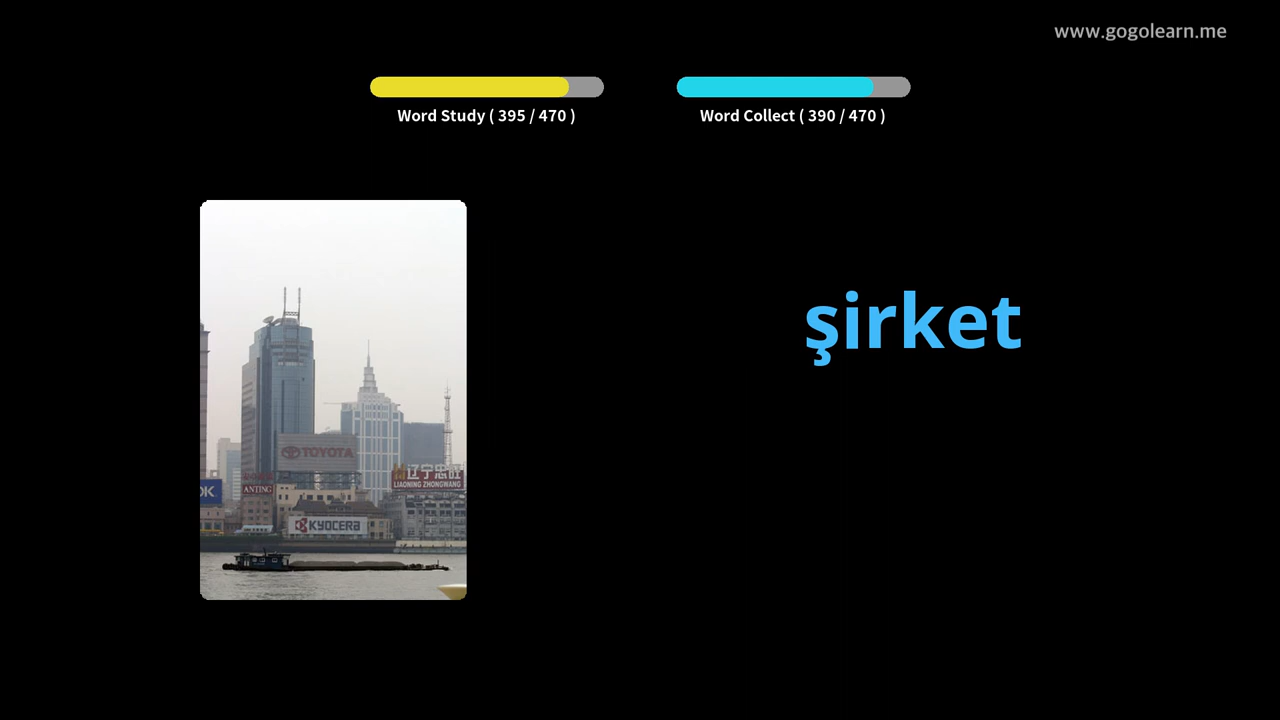 www.gogolearn.me
Word Study ( 395 / 470 )
Word Collect ( 390 / 470 )
şirket
TOYOTA
辽宁忠旺
LIAONING ZHONGWANG
OK
ANTING
KYOCERA